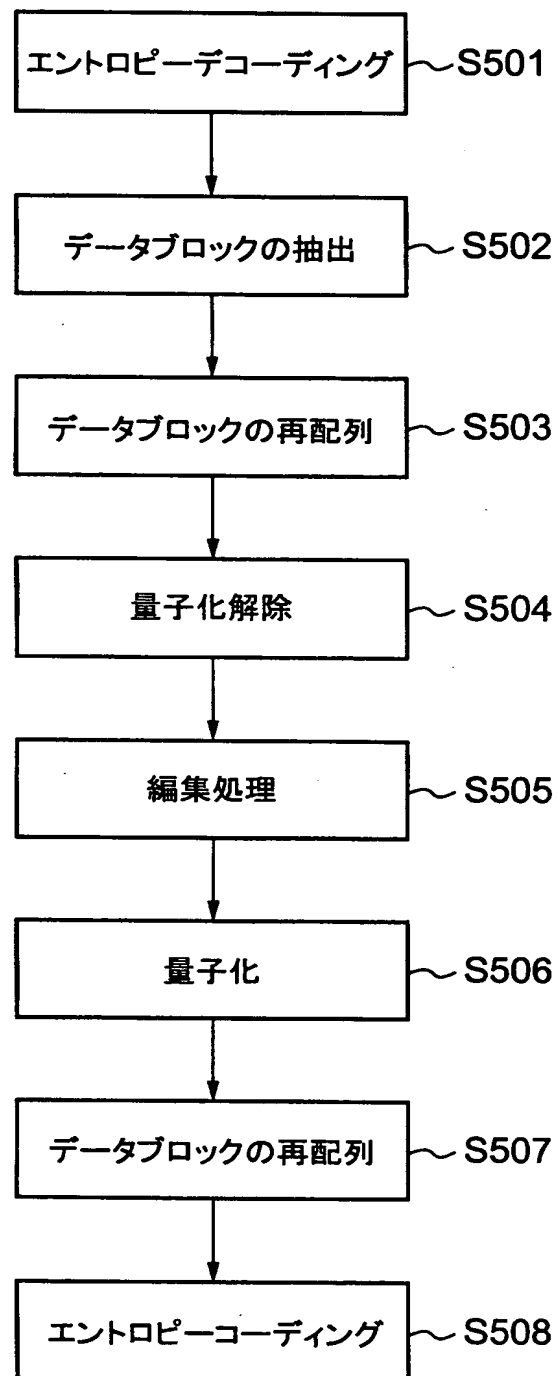 エントロピーデコーディング ～S501
データブロックの抽出 ～S502
データブロックの再配列 ～S503
量子化解除 ～S504
編集処理 ～S505
量子化 ～S506
データブロックの再配列 ～S507
エントロピーコーディング ～S508